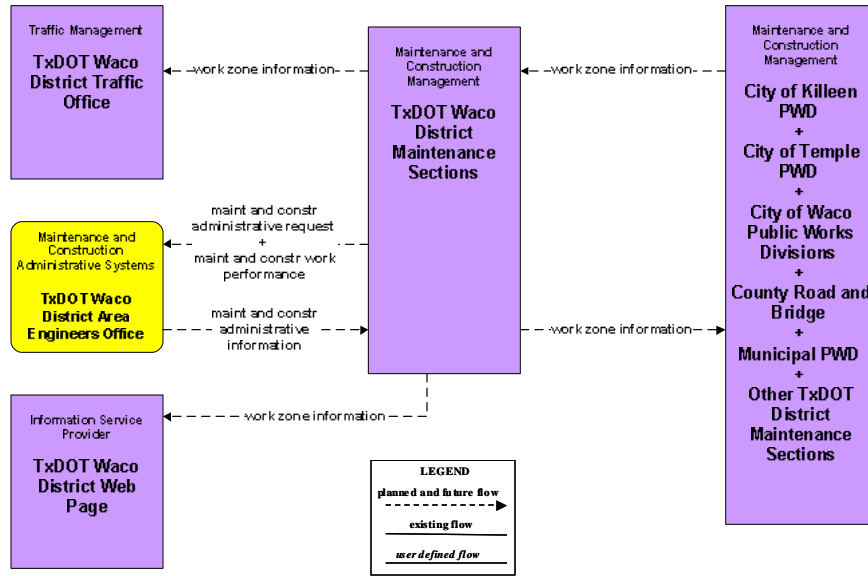 Traffic Management
TxDOT Waco
District Traffic
Office
work zone information
Maintenance and
Construction
Management
TxDOT Waco
District
Maintenance
Sections
work zone information
Maintenance and
Construction
Management
City of Killeen
PWD
+
City of Temple
PWD
+
City of Waco
Public Works
Divisions
+
County Road and
Bridge
+
Municipal PWD
+
Other TxDOT
District
Maintenance
Sections
maint and constr
administrative request
+
maint and constr work
performance
Maintenance and
Construction
Administrative Systems
TxDOT Waco
District Area
Engineers Office
maint and constr
administrative
information
work zone information
Information Service
Provider
TxDOT Waco
District Web
Page
work zone information
LEGEND
planned and future flow
existing flow
user defined flow